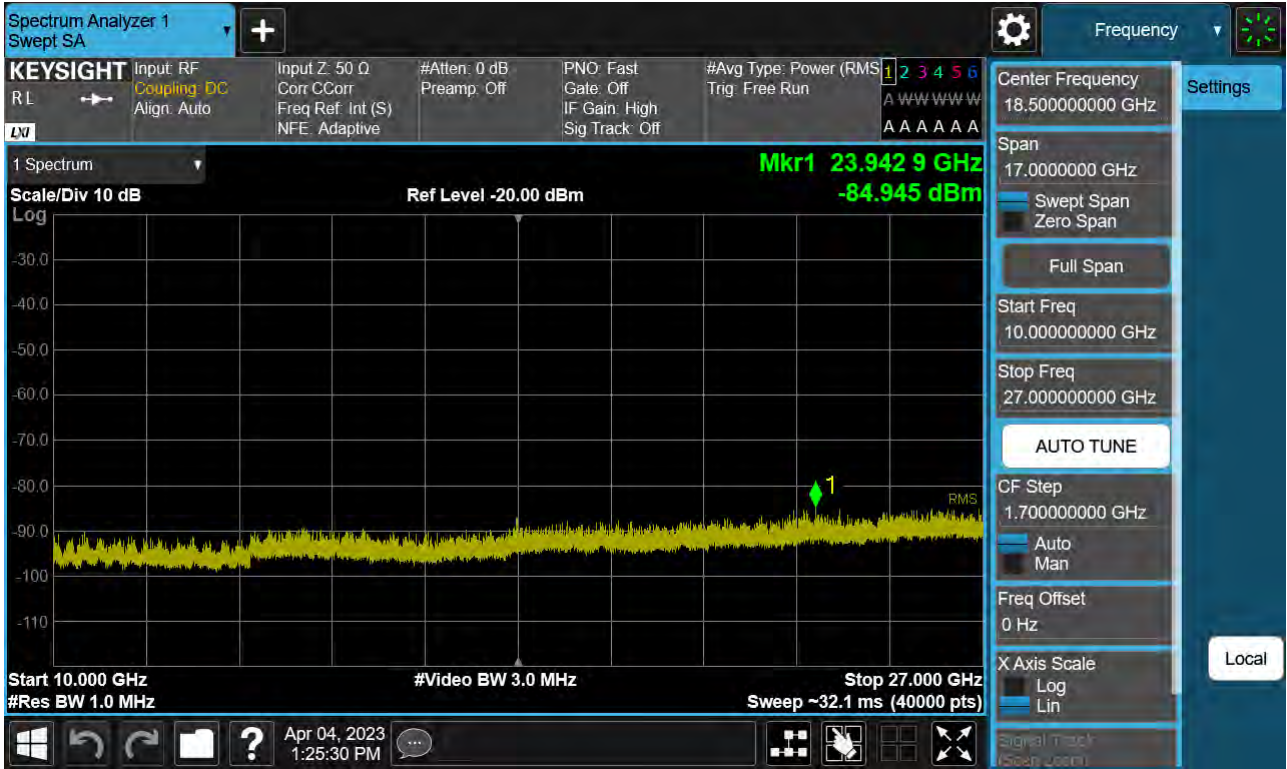 Spectrum Analyzer 1
Swept SA
Frequency
KEYSIGHT
R L
LXI
Input: RF
Coupling: DC
Align: Auto
Input Z: 50 Ω
Corr CCorr
Freq Ref: Int (S)
NFE: Adaptive
#Atten: 0 dB
Preamp: Off
PNO: Fast
Gate: Off
IF Gain: High
Sig Track: Off
#Avg Type: Power (RMS
Trig: Free Run
1 2 3 4 5 6
A W W W W W
A A A A A A
1 Spectrum
Mkr1 23.942 9 GHz
-84.945 dBm
Scale/Div 10 dB
Ref Level -20.00 dBm
Log
-30.0
-40.0
-50.0
-60.0
-70.0
-80.0
-90.0
-100
-110
1
RMS
Start 10.000 GHz
#Video BW 3.0 MHz
Stop 27.000 GHz
#Res BW 1.0 MHz
Sweep ~32.1 ms (40000 pts)
Center Frequency
18.500000000 GHz
Settings
Span
17.0000000 GHz
Swept Span
Zero Span
Full Span
Start Freq
10.000000000 GHz
Stop Freq
27.000000000 GHz
AUTO TUNE
CF Step
1.700000000 GHz
Auto
Man
Freq Offset
0 Hz
X Axis Scale
Log
Lin
Local
Signal Track
(Span Zoom)
?
Apr 04, 2023
1:25:30 PM